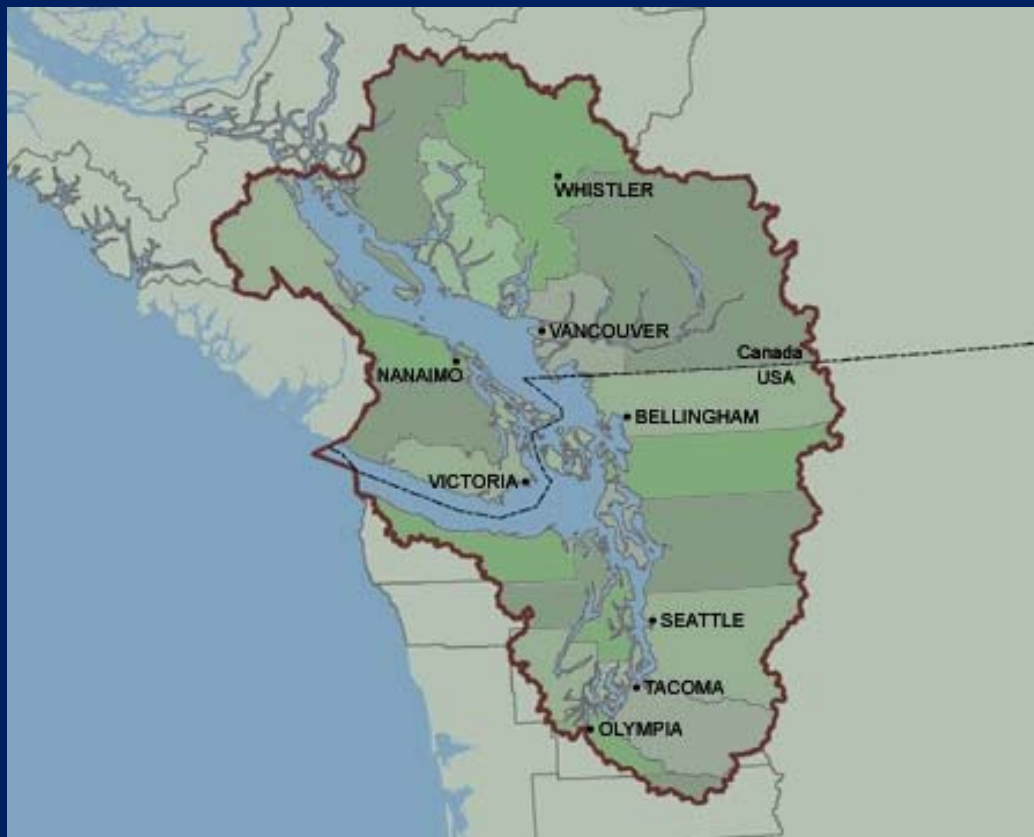 WHISTLER
VANCOUVER
Canada
USA
NANAIMO
BELLINGHAM
VICTORIA
SEATTLE
TACOMA
OLYMPIA